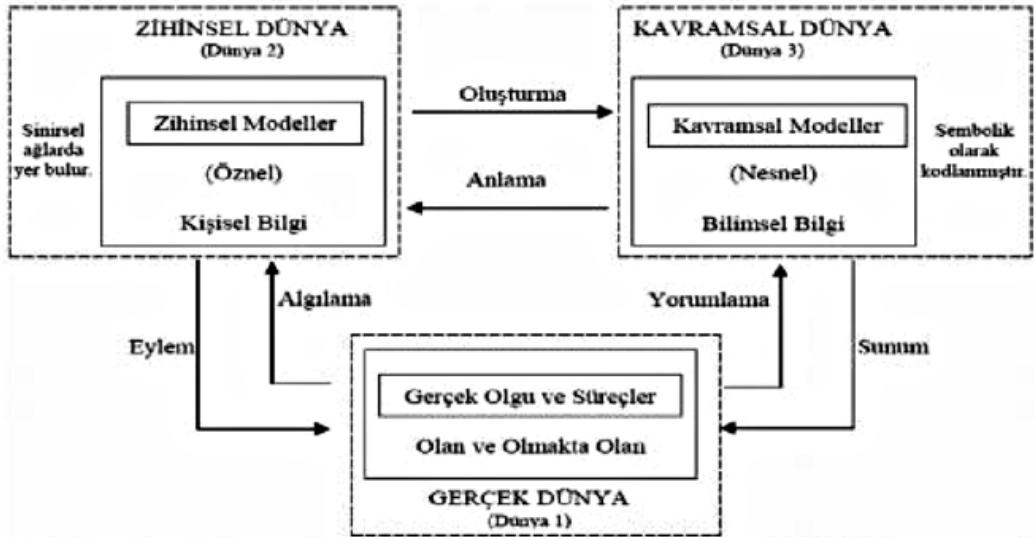 ZİHİNSEL DÜNYA
(Dünya 2)
Zihinsel Modeller
(Öznel)
Kişisel Bilgi
Sinirsel
ağlarda
yer bulur.
Oluşturma
Anlama
KAVRAMSAL DÜNYA
(Dünya 3)
Kavramsal Modeller
(Nesnel)
Bilimsel Bilgi
Sembolik
olarak
kodlanmıştır.
Algılama
Eylem
Yorumlama
Sunum
Gerçek Olgu ve Süreçler
Olan ve Olmakta Olan
GERÇEK DÜNYA
(Dünya 1)